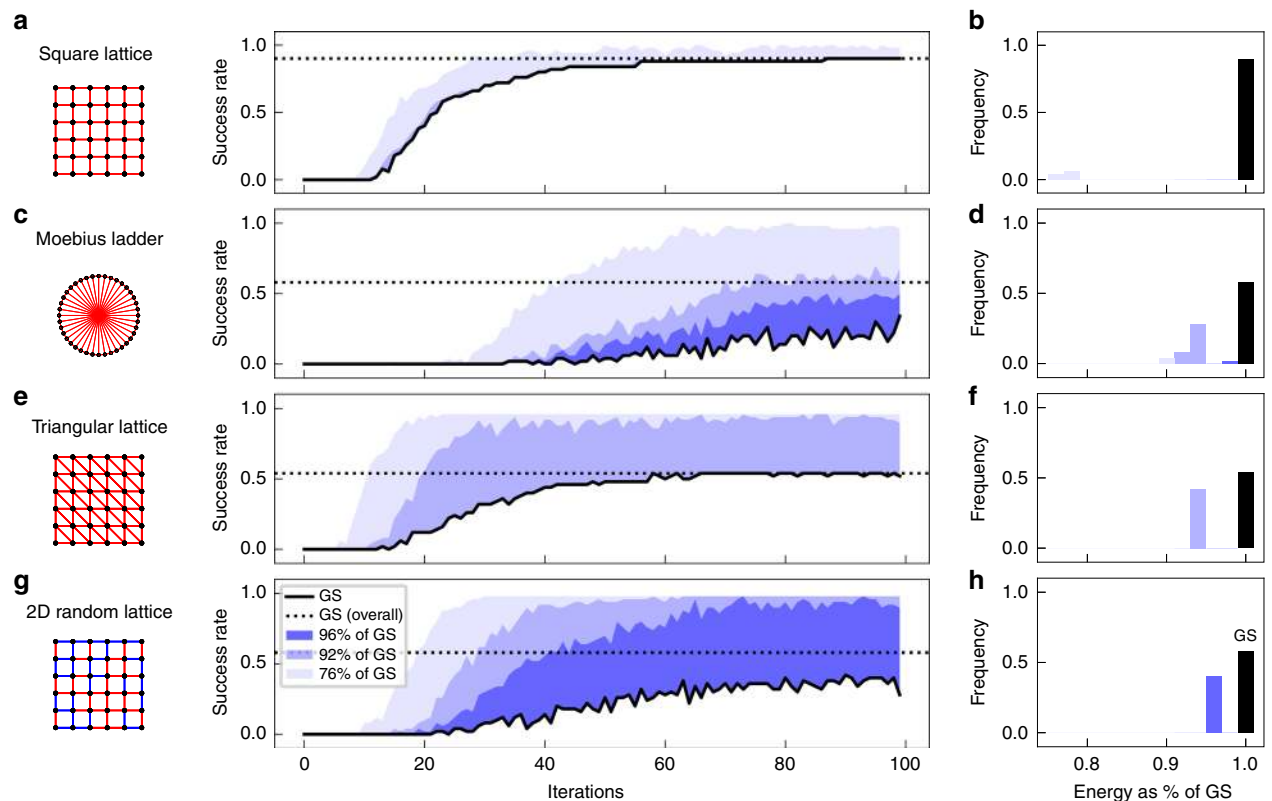 a
Square lattice
Success rate
1.0
0.5
0.0
b
Frequency
1.0
0.5
0.0
c
Moebius ladder
Success rate
1.0
0.5
0.0
d
Frequency
1.0
0.5
0.0
e
Triangular lattice
Success rate
1.0
0.5
0.0
f
Frequency
1.0
0.5
0.0
g
2D random lattice
Success rate
1.0
0.5
0.0
GS
GS (overall)
96% of GS
92% of GS
76% of GS
0
20
40
60
80
100
Iterations
h
Frequency
1.0
0.5
0.0
GS
0.8
0.9
1.0
Energy as % of GS